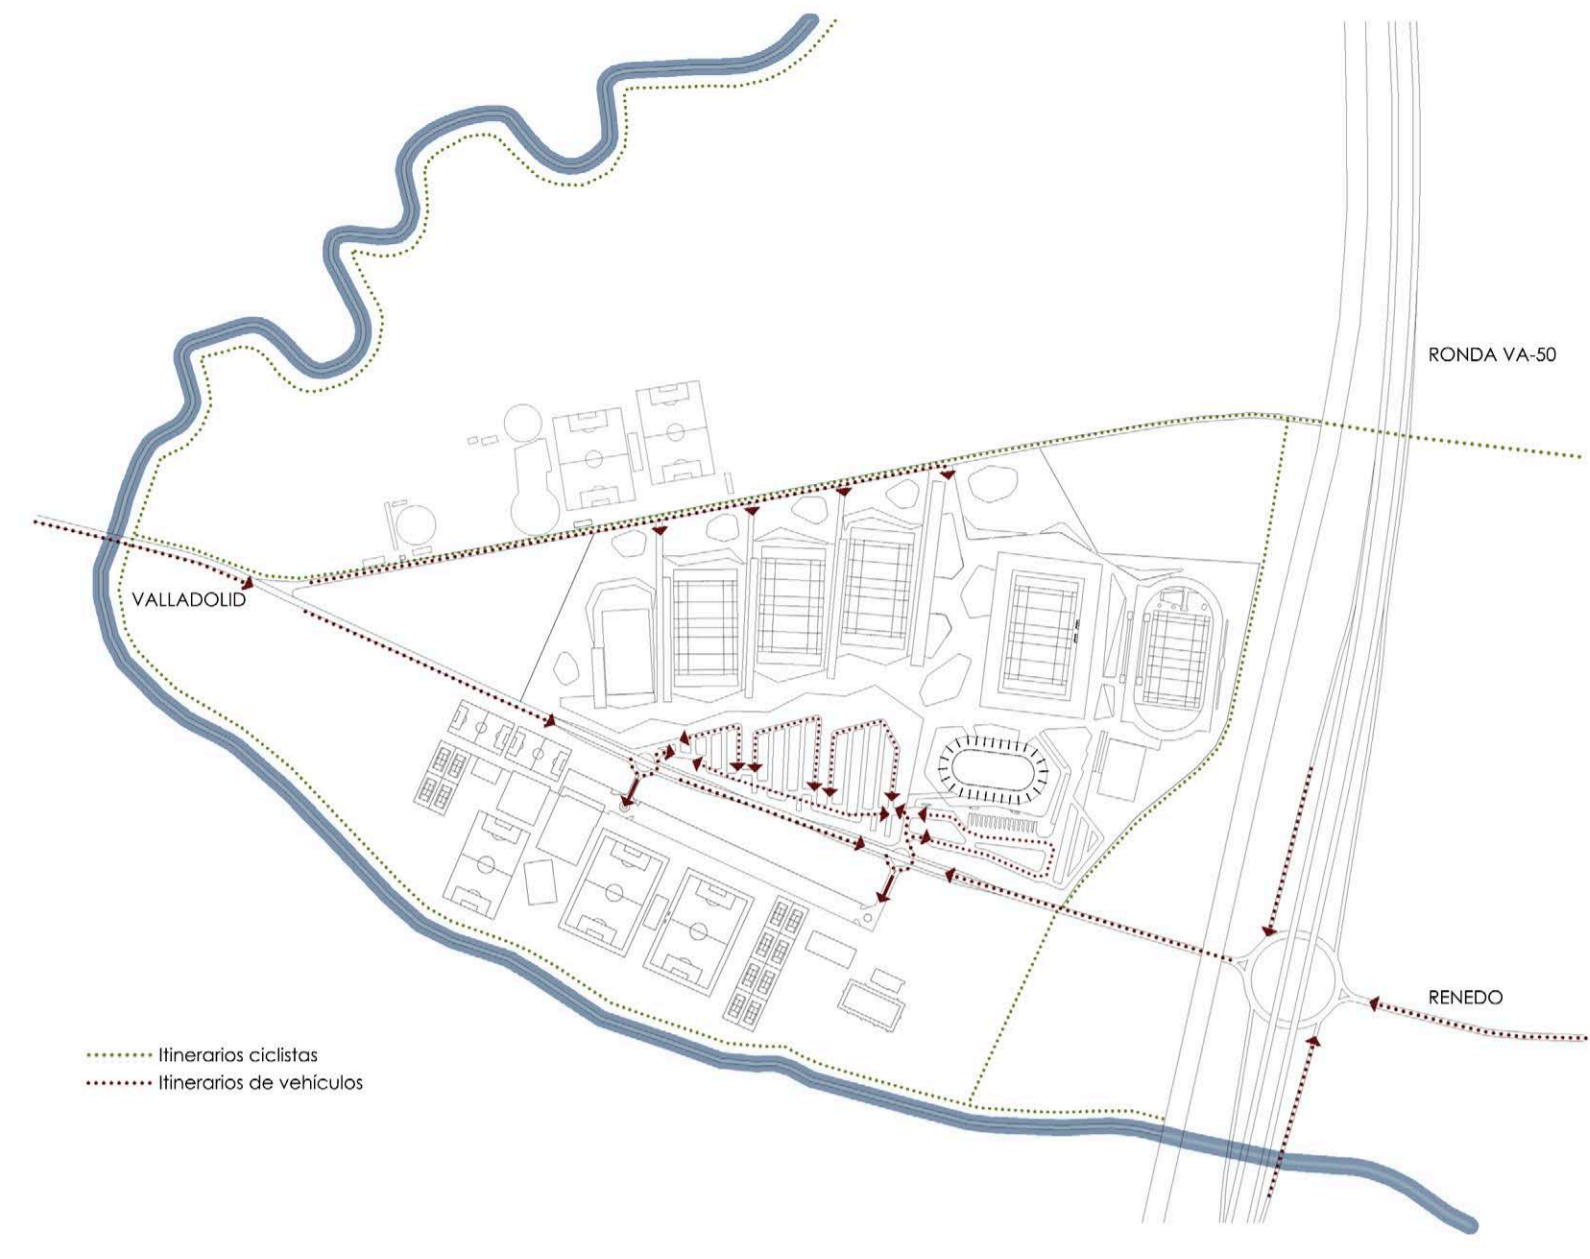 RONDA VA-50
VALLADOLID
RENEDO
Itinerarios ciclistas
Itinerarios de vehículos